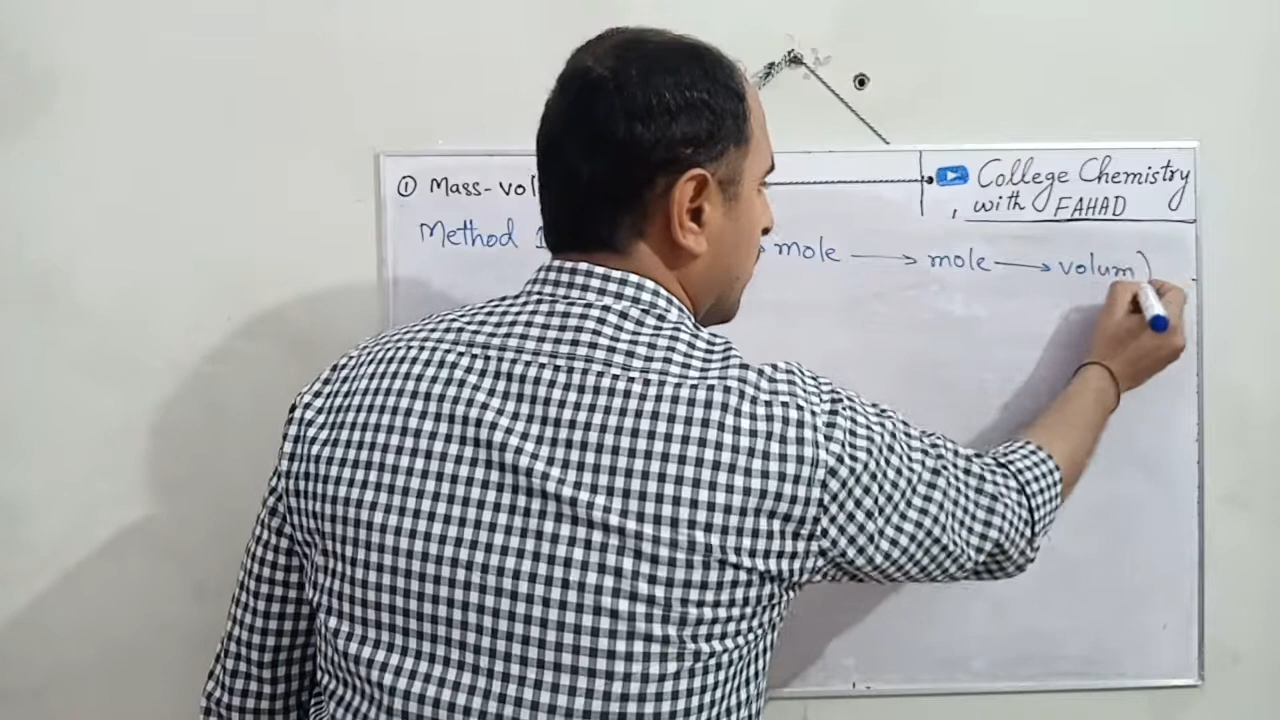 ① Mass-vol
College Chemistry
with FAHAD
Method 1
mole → mole → volum)